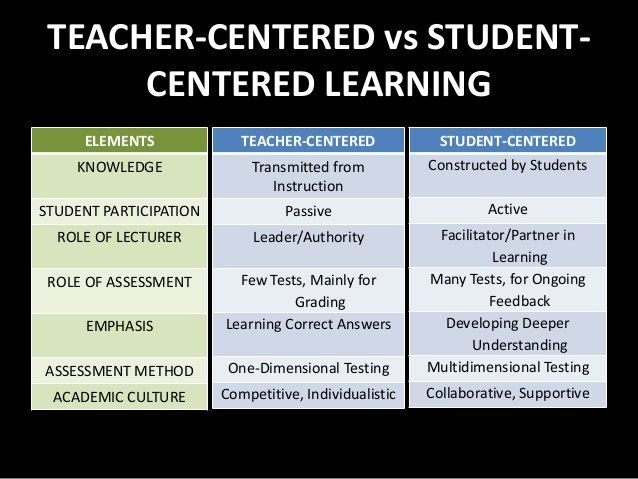 TEACHER-CENTERED vs STUDENT-
CENTERED LEARNING
ELEMENTS TEACHER-CENTERED STUDENT-CENTERED
KNOWLEDGE Transmitted from Constructed by Students
Instruction
STUDENT PARTICIPATION Passive Active
ROLE OF LECTURER Leader/Authority Facilitator/Partner in
Learning
ROLE OF ASSESSMENT Few Tests, Mainly for Many Tests, for Ongoing
Grading Feedback
EMPHASIS Learning Correct Answers Developing Deeper
Understanding
ASSESSMENT METHOD One-Dimensional Testing Multidimensional Testing
ACADEMIC CULTURE Competitive, Individualistic Collaborative, Supportive